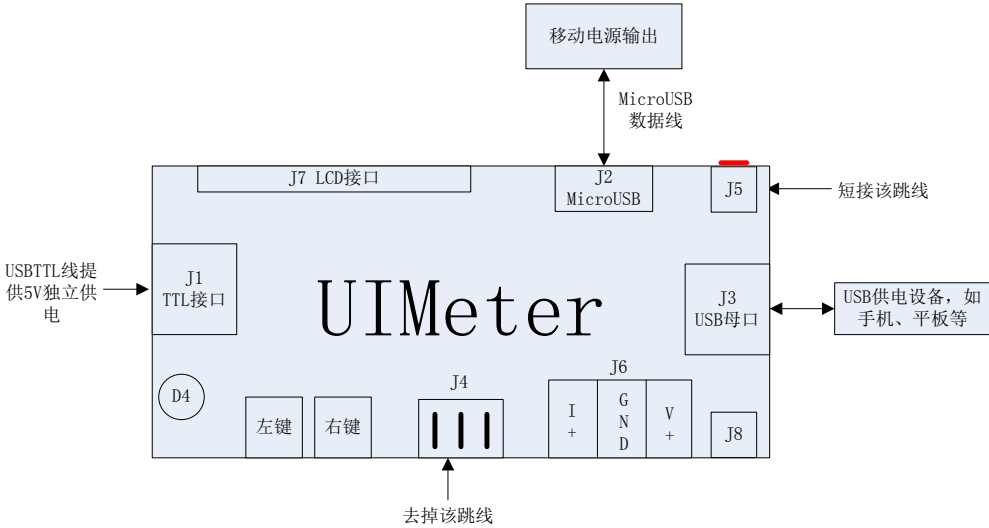 移动电源输出
MicroUSB
数据线
J7 LCD接口
J2
MicroUSB
J5
短接该跳线
USBTTL线提
供5V独立供
电
J1
TTL接口
UIMeter
J3
USB母口
USB供电设备，如
手机、平板等
D4
左键
右键
J4
J6
I+
GND
V+
J8
去掉该跳线